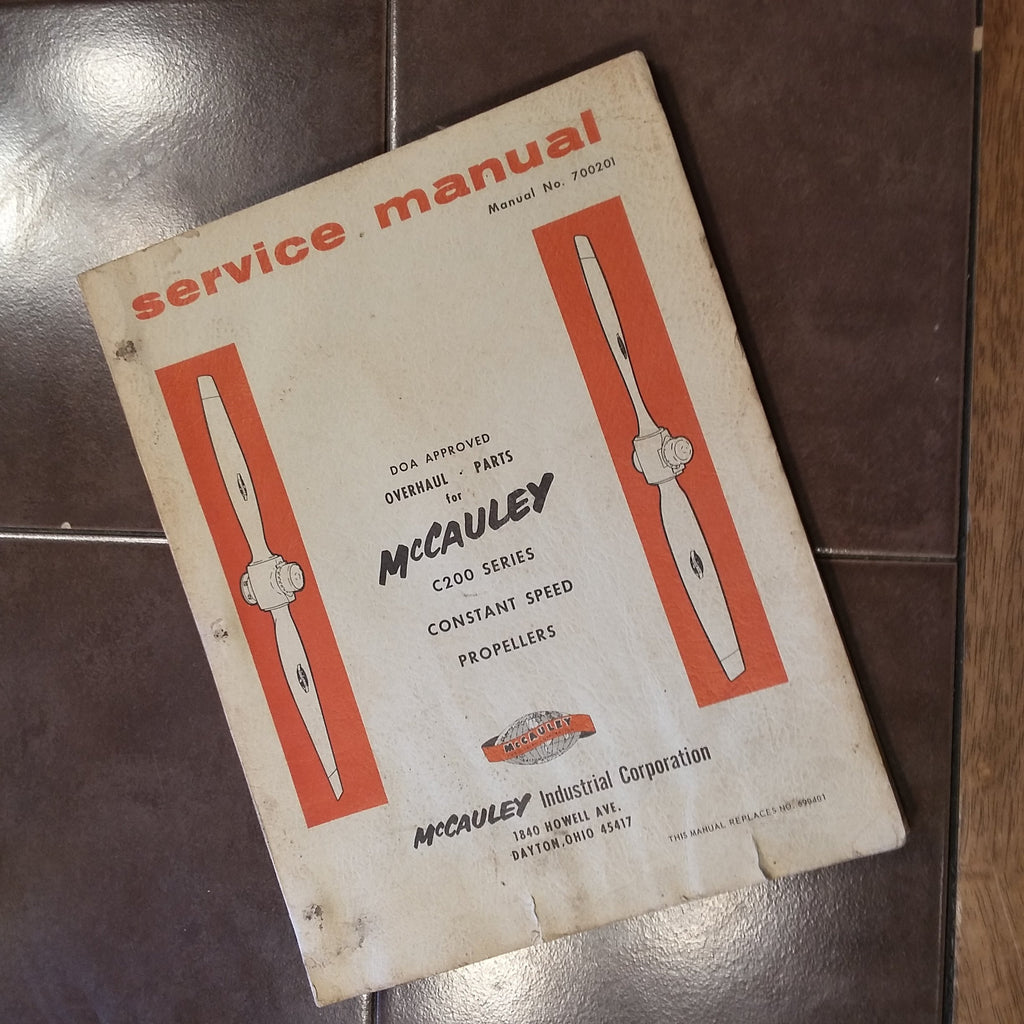 service manual
Manual No. 700201
DOA APPROVED
OVERHAUL - PARTS
for
McCAULEY
C200 SERIES
CONSTANT SPEED
PROPELLERS
McCAULEY
McCAULEY Industrial Corporation
1840 HOWELL AVE.
DAYTON, OHIO 45417
THIS MANUAL REPLACES NO. 690401